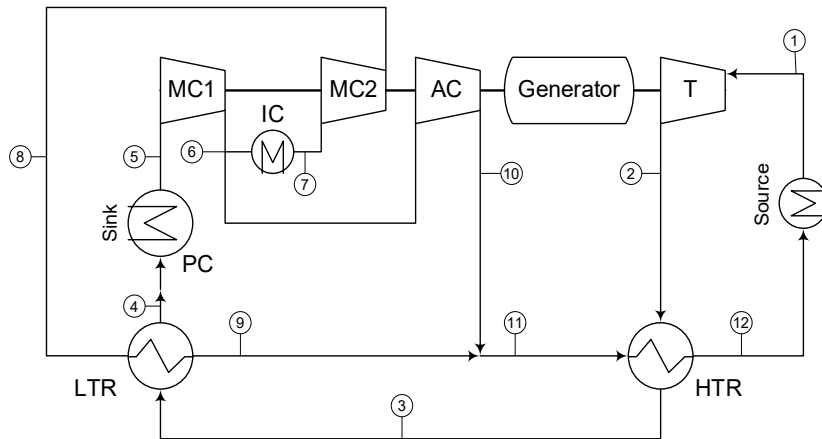 1
MC1
MC2
AC
Generator
T
IC
8
5
6
7
10
2
Source
Sink
PC
4
9
11
12
LTR
HTR
3